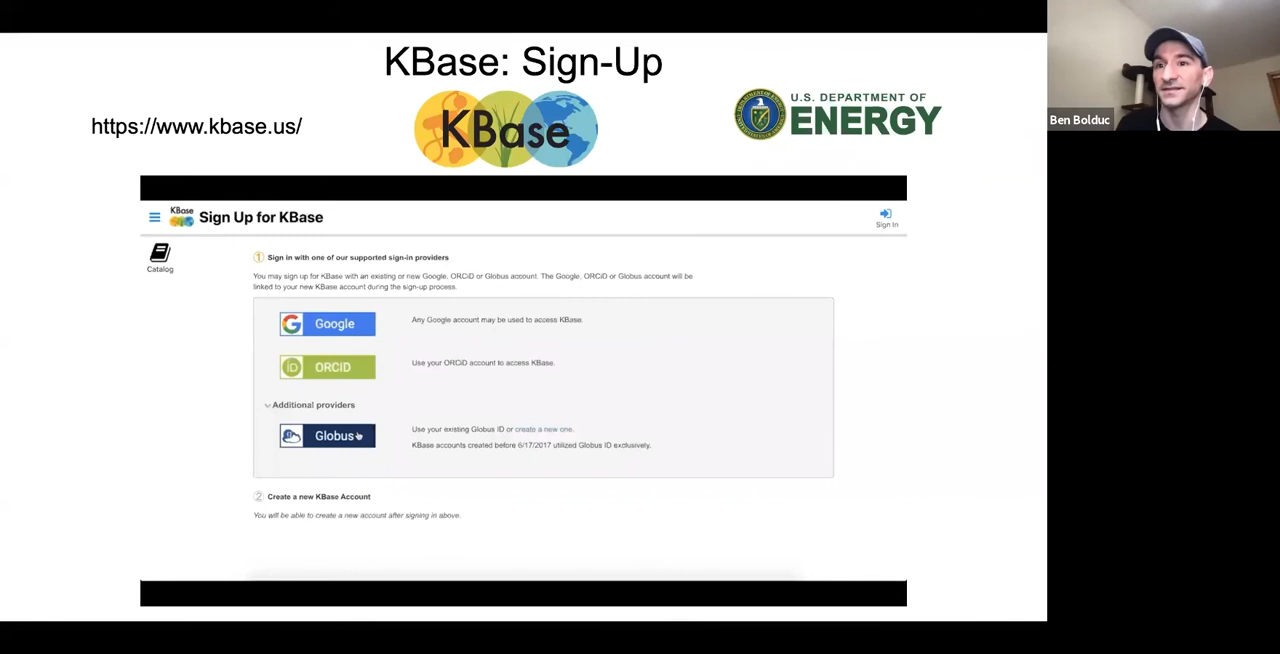 KBase: Sign-Up
https://www.kbase.us/
KBase
U.S. DEPARTMENT OF
ENERGY
Ben Bolduc
KBase
Sign Up for KBase
Sign In
Catalog
1 Sign in with one of our supported sign-in providers
You may sign up for KBase with an existing or new Google, ORCiD or Globus account. The Google, ORCiD or Globus account will be
linked to your new KBase account during the sign-up process.
G Google
Any Google account may be used to access KBase.
iD ORCID
Use your ORCiD account to access KBase.
Additional providers
Globus
Use your existing Globus ID or create a new one.
KBase accounts created before 6/17/2017 utilized Globus ID exclusively.
2 Create a new KBase Account
You will be able to create a new account after signing in above.